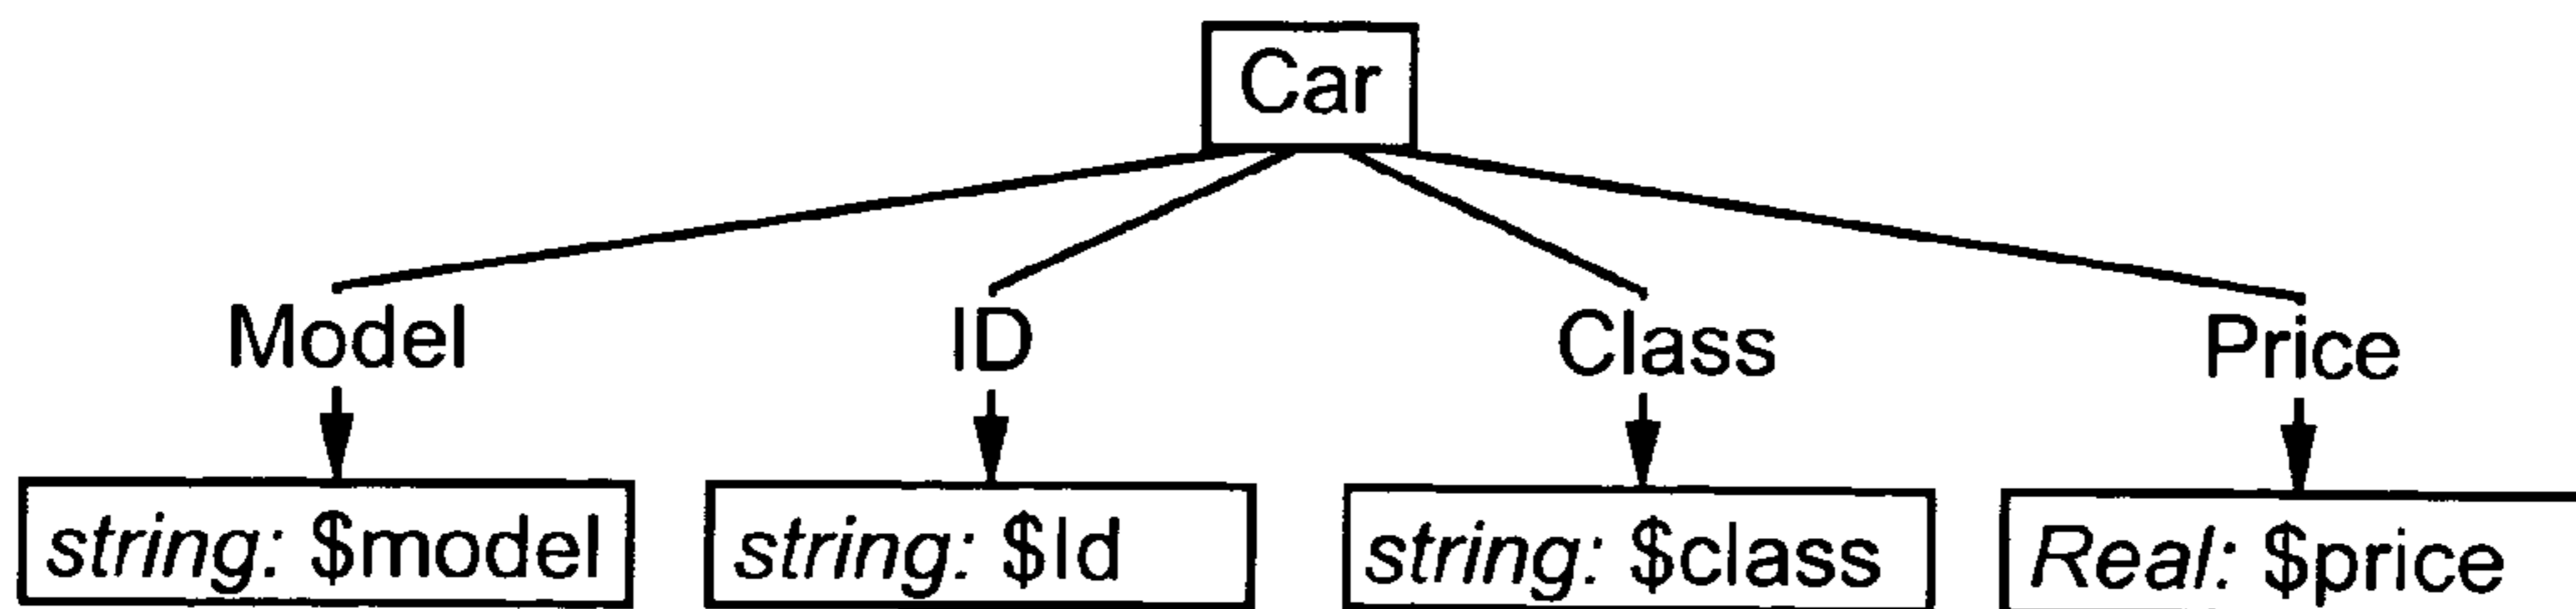 Car
Model
ID
Class
Price
string: $model
string: $Id
string: $class
Real: $price